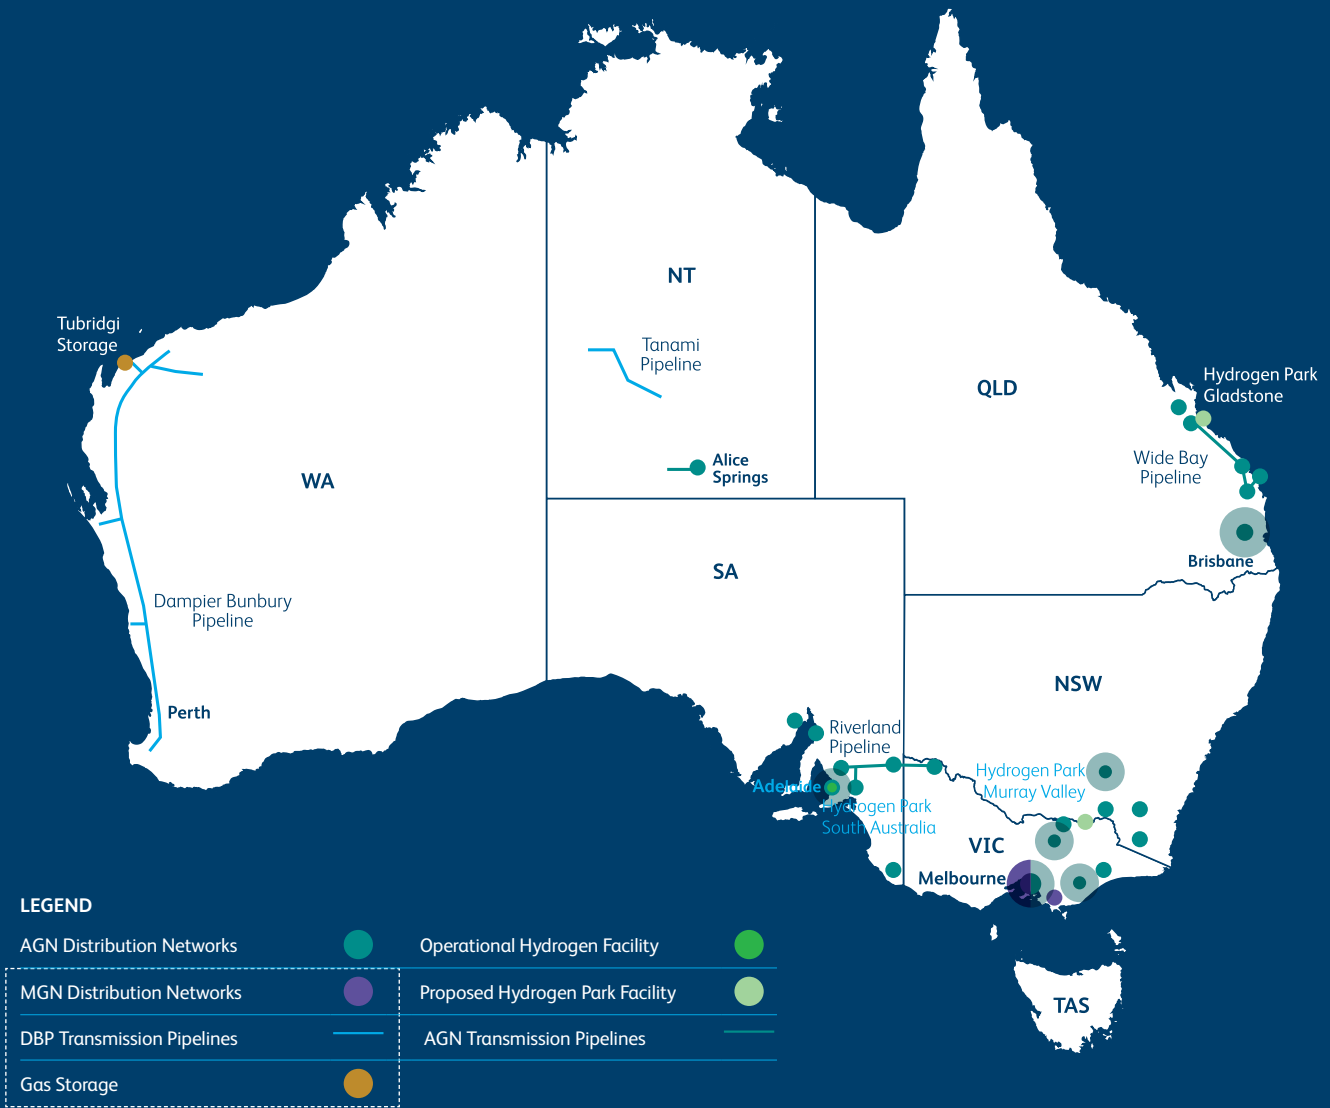 NT
Tubridgi
Storage
Tanami
Pipeline
Hydrogen Park
Gladstone
QLD
Alice
Springs
Wide Bay
Pipeline
WA
Brisbane
SA
Dampier Bunbury
Pipeline
NSW
Perth
Riverland
Pipeline
Hydrogen Park
Murray Valley
Adelaide
Hydrogen Park
South Australia
VIC
Melbourne
TAS
LEGEND
AGN Distribution Networks
Operational Hydrogen Facility
MGN Distribution Networks
Proposed Hydrogen Park Facility
DBP Transmission Pipelines
AGN Transmission Pipelines
Gas Storage